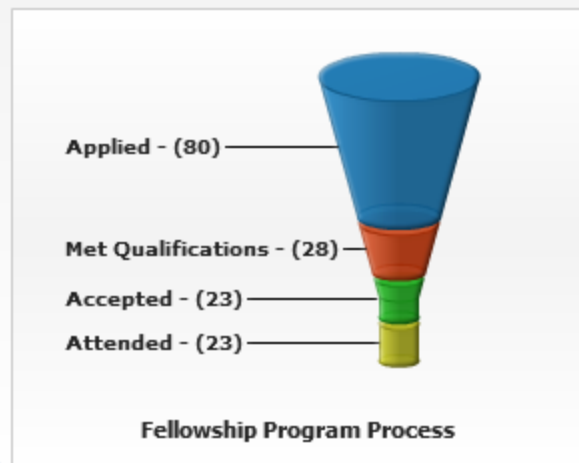 Applied - (80)
Met Qualifications - (28)
Accepted - (23)
Attended - (23)
Fellowship Program Process